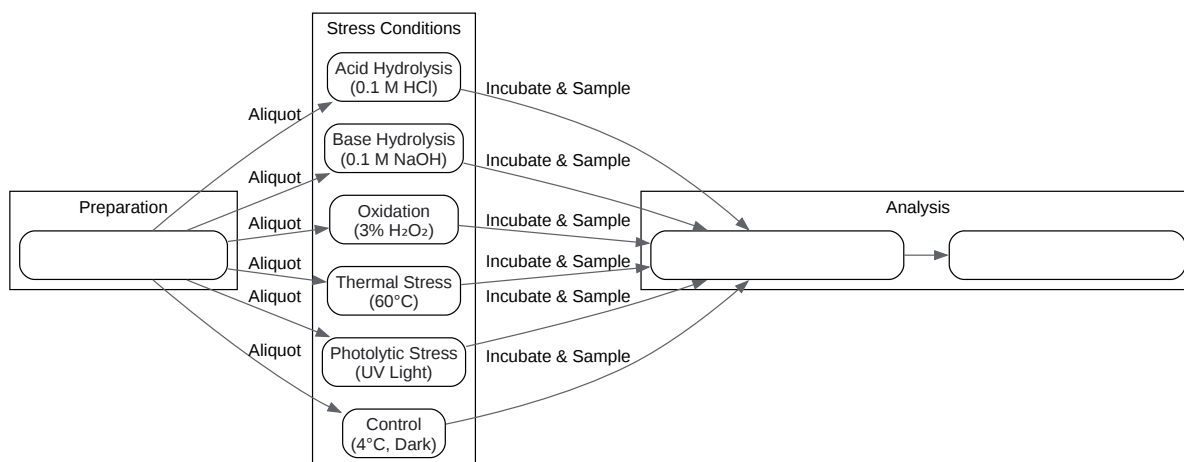 Stress Conditions
Acid Hydrolysis
(0.1 M HCl)
Incubate & Sample
Aliquot
Base Hydrolysis
(0.1 M NaOH)
Incubate & Sample
Aliquot
Preparation
Oxidation
(3% H₂O₂)
Incubate & Sample
Analysis
Aliquot
Aliquot
Thermal Stress
(60°C)
Incubate & Sample
Aliquot
Incubate & Sample
Photolytic Stress
(UV Light)
Aliquot
Incubate & Sample
Control
(4°C, Dark)